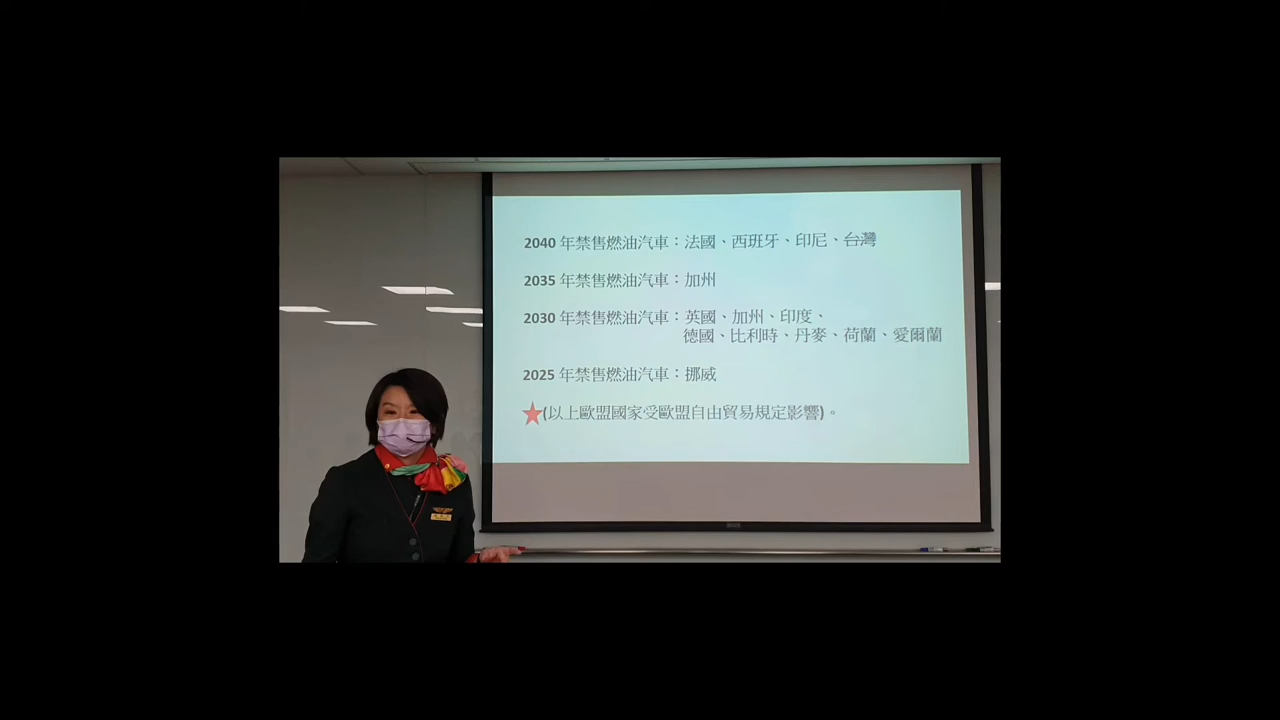 2040 年禁售燃油汽車：法國、西班牙、印尼、台灣
2035 年禁售燃油汽車：加州
2030 年禁售燃油汽車：英國、加州、印度、
德國、比利時、丹麥、荷蘭、愛爾蘭
2025 年禁售燃油汽車：挪威
(以上歐盟國家受歐盟自由貿易規定影響)。